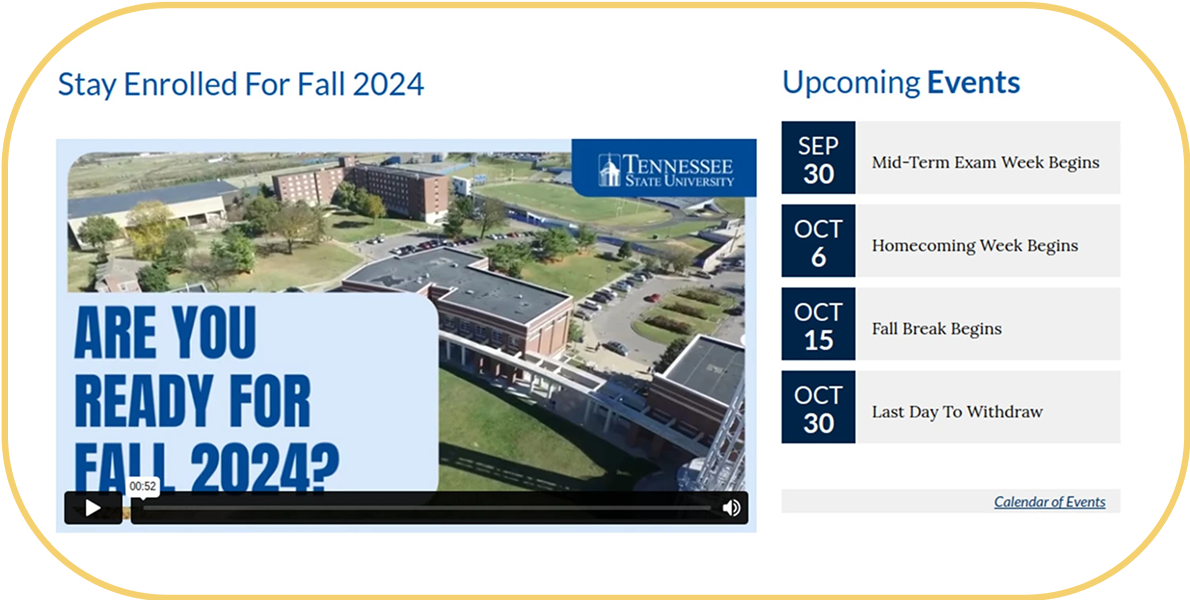 Stay Enrolled For Fall 2024
TENNESSEE
STATE UNIVERSITY
ARE YOU
READY FOR
FALL 2024?
00:52
Upcoming Events
SEP
30
Mid-Term Exam Week Begins
OCT
6
Homecoming Week Begins
OCT
15
Fall Break Begins
OCT
30
Last Day To Withdraw
Calendar of Events